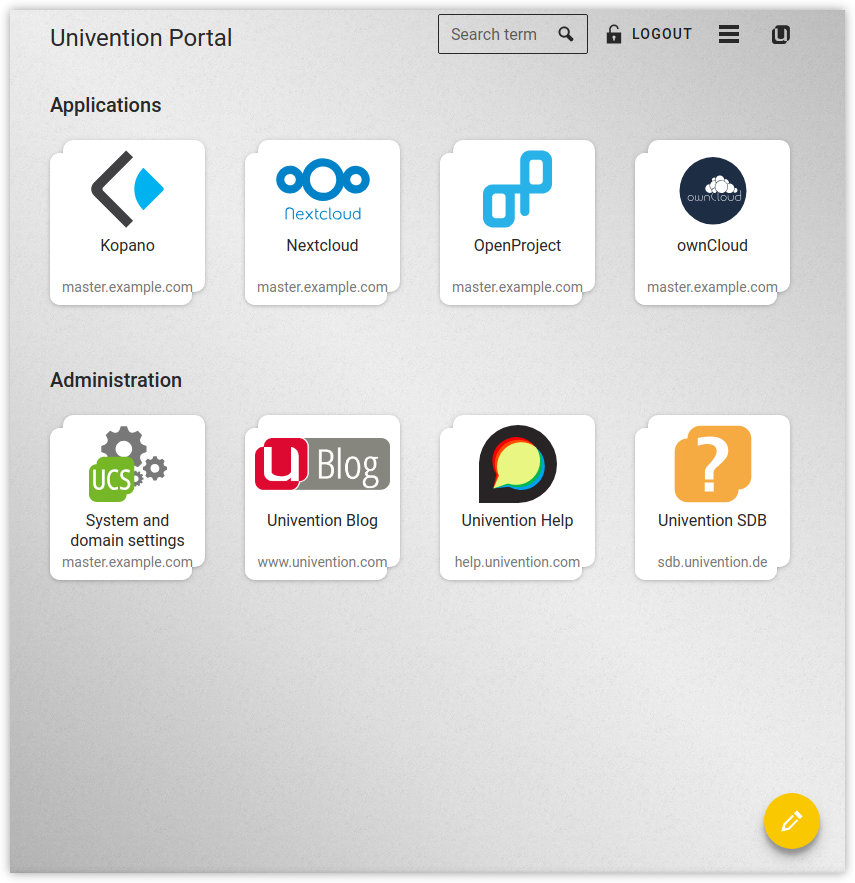 Univention Portal
Search term
LOGOUT
Applications
Nextcloud
ownCloud
Kopano
Nextcloud
OpenProject
ownCloud
master.example.com
master.example.com
master.example.com
master.example.com
Administration
UCS
u Blog
?
System and
domain settings
Univention Blog
Univention Help
Univention SDB
master.example.com
www.univention.com
help.univention.com
sdb.univention.de